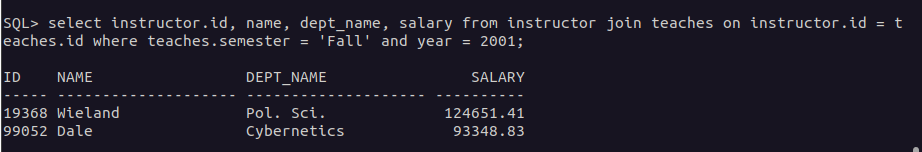 SQL> select instructor.id, name, dept_name, salary from instructor join teaches on instructor.id = t
eaches.id where teaches.semester = 'Fall' and year = 2001;
ID    NAME                 DEPT_NAME                SALARY
----- -------------------- -------------------- ----------
19368 Wieland              Pol. Sci.             124651.41
99052 Dale                 Cybernetics            93348.83